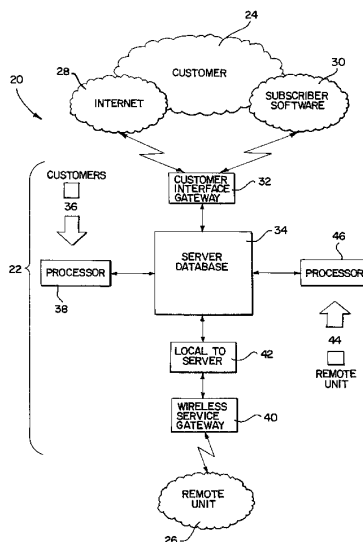 24
28
CUSTOMER
30
20
INTERNET
SUBSCRIBER
SOFTWARE
CUSTOMERS
CUSTOMER
INTERFACE
GATEWAY
32
36
34
46
22
PROCESSOR
38
SERVER
DATABASE
PROCESSOR
44
REMOTE
UNIT
LOCAL TO
SERVER
42
WIRELESS
SERVICE
GATEWAY
40
REMOTE
UNIT
26